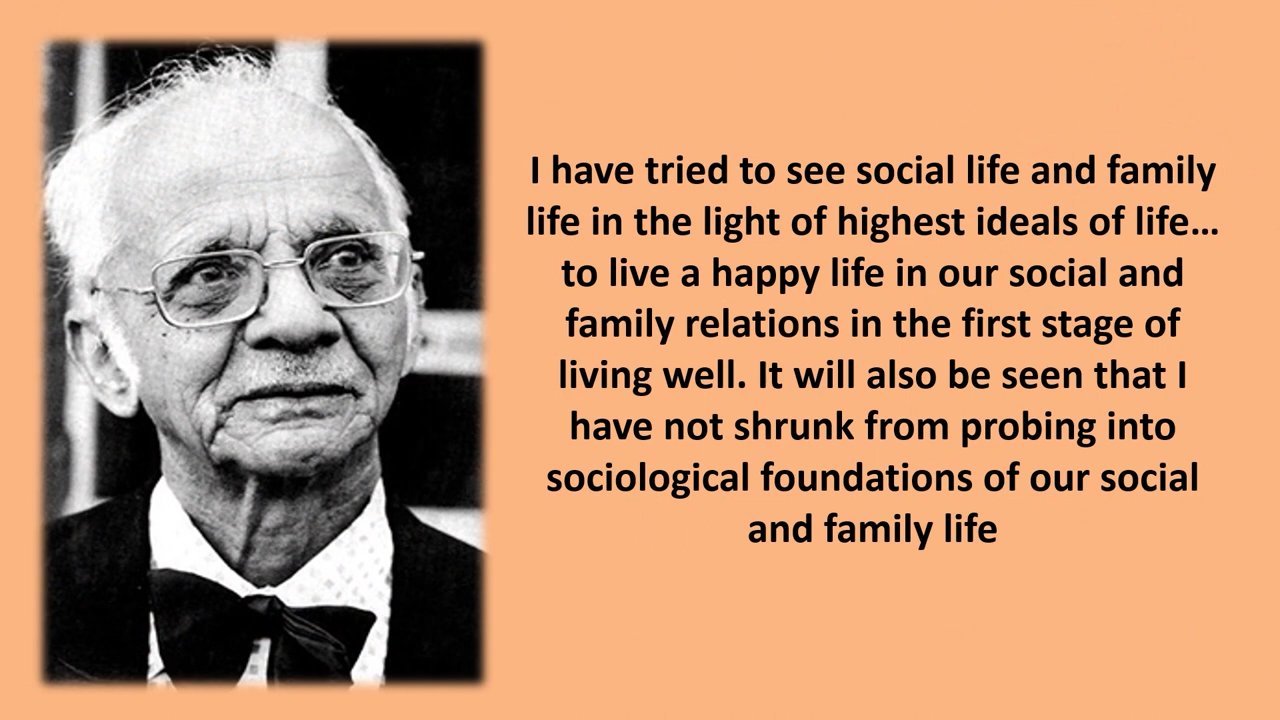 I have tried to see social life and family
life in the light of highest ideals of life…
to live a happy life in our social and
family relations in the first stage of
living well. It will also be seen that I
have not shrunk from probing into
sociological foundations of our social
and family life